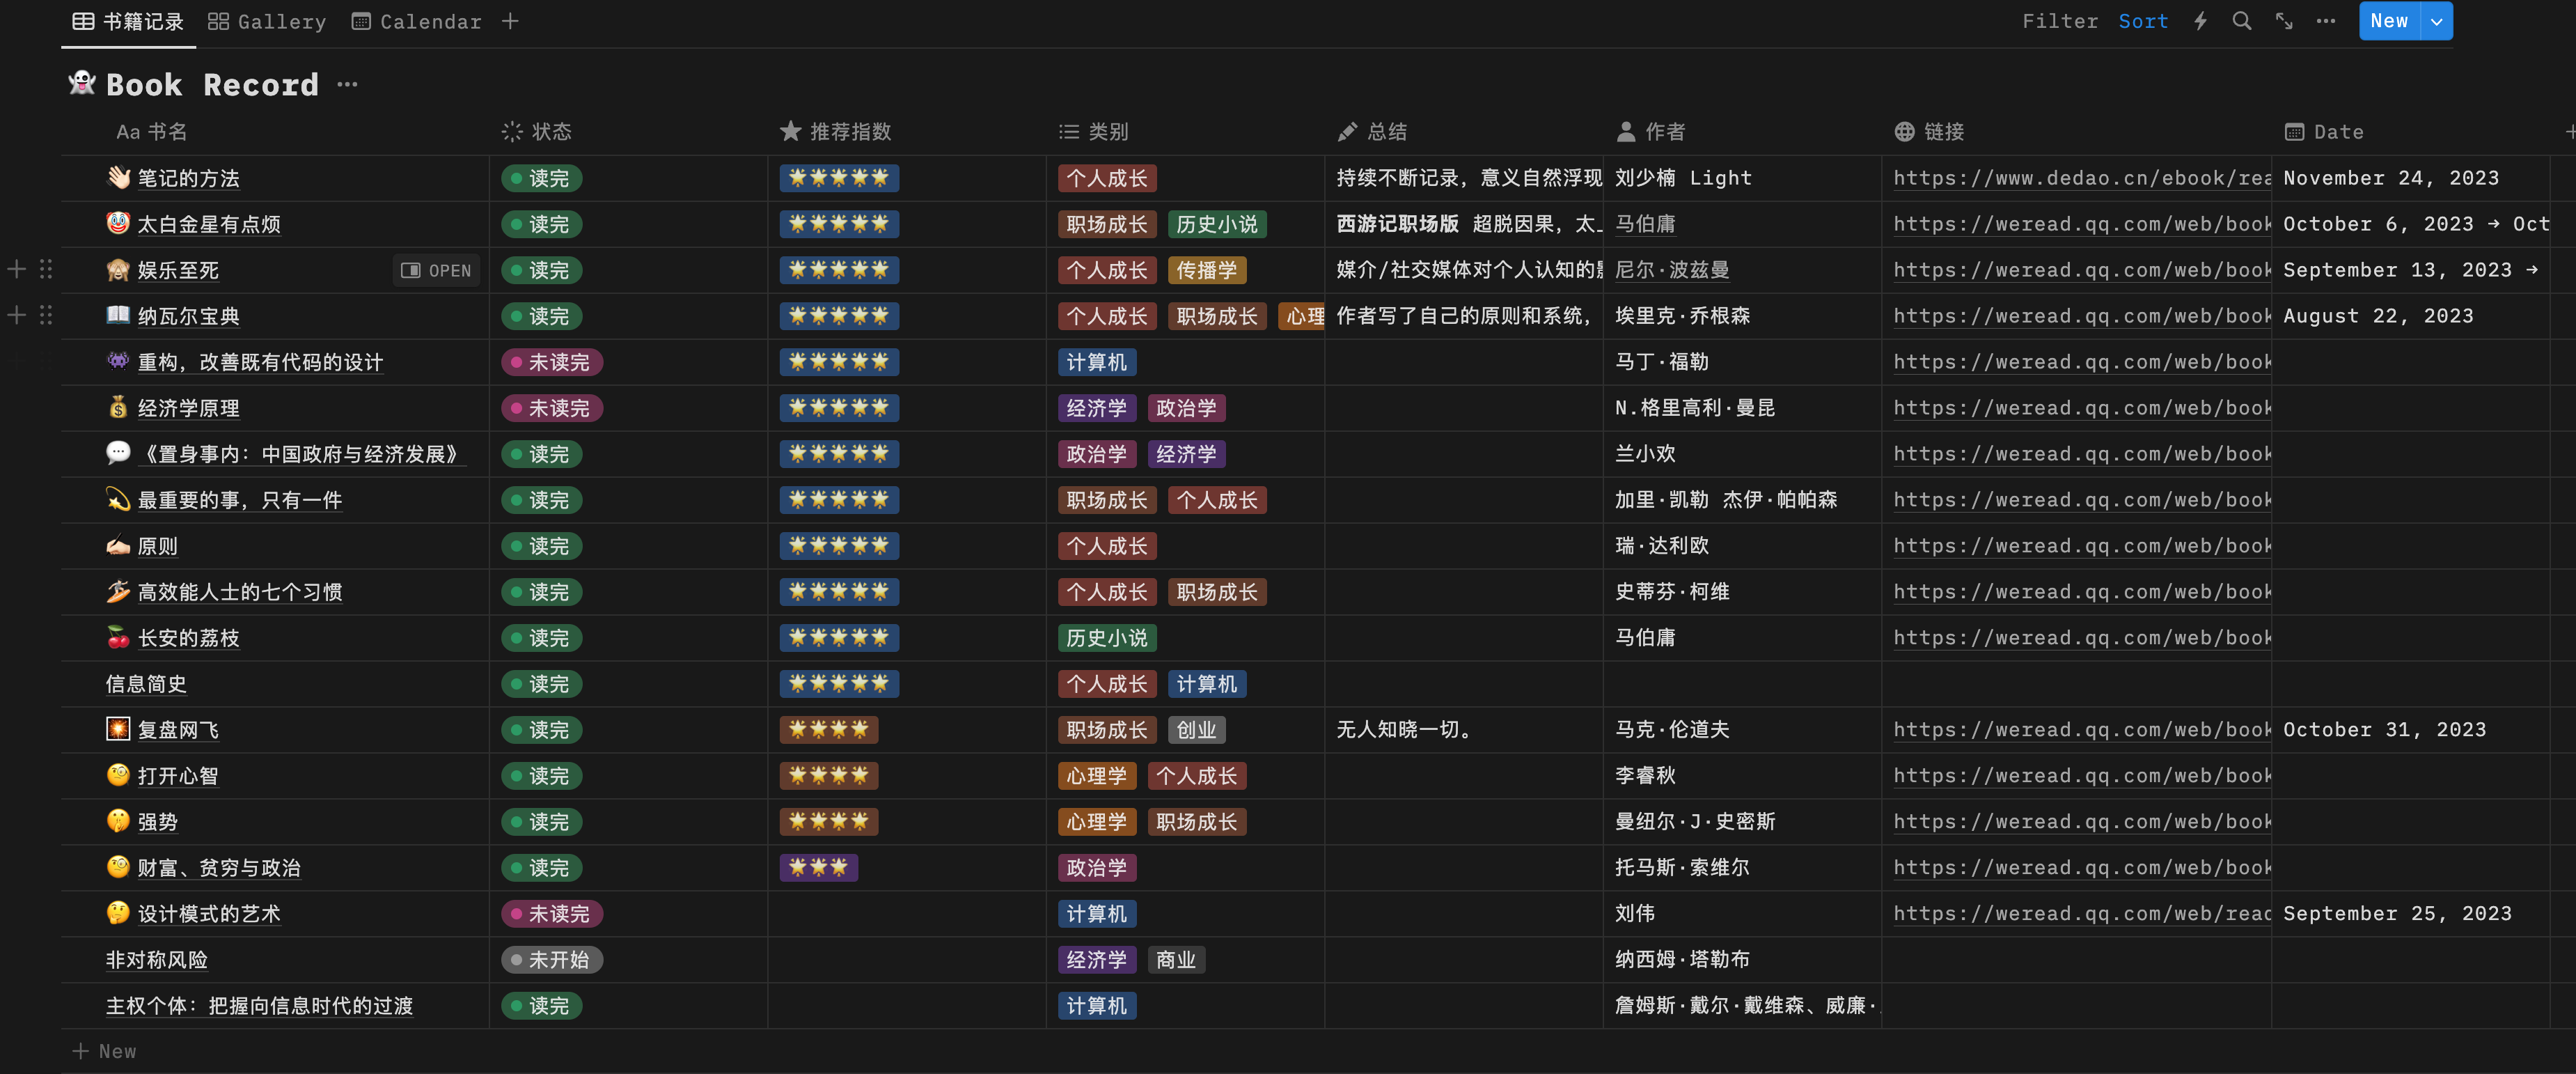 书籍记录 Gallery Calendar Filter Sort New
Book Record
Aa 书名 状态 推荐指数 类别 总结 作者 链接 Date
笔记的方法 读完 个人成长 持续不断记录，意义自然浮现 刘少楠 Light https://www.dedao.cn/ebook/rea November 24, 2023
太白金星有点烦 读完 职场成长 历史小说 西游记职场版 超脱因果，太 马伯庸 https://weread.qq.com/web/book October 6, 2023 → Oct
娱乐至死 OPEN 读完 个人成长 传播学 媒介/社交媒体对个人认知的 尼尔·波兹曼 https://weread.qq.com/web/book September 13, 2023 →
纳瓦尔宝典 读完 个人成长 职场成长 心理 作者写了自己的原则和系统， 埃里克·乔根森 https://weread.qq.com/web/book August 22, 2023
重构，改善既有代码的设计 未读完 计算机 马丁·福勒 https://weread.qq.com/web/book
经济学原理 未读完 经济学 政治学 N.格里高利·曼昆 https://weread.qq.com/web/book
《置身事内：中国政府与经济发展》 读完 政治学 经济学 兰小欢 https://weread.qq.com/web/book
最重要的事，只有一件 读完 职场成长 个人成长 加里·凯勒 杰伊·帕帕森 https://weread.qq.com/web/book
原则 读完 个人成长 瑞·达利欧 https://weread.qq.com/web/book
高效能人士的七个习惯 读完 个人成长 职场成长 史蒂芬·柯维 https://weread.qq.com/web/book
长安的荔枝 读完 历史小说 马伯庸 https://weread.qq.com/web/book
信息简史 读完 个人成长 计算机
复盘网飞 读完 职场成长 创业 无人知晓一切。 马克·伦道夫 https://weread.qq.com/web/book October 31, 2023
打开心智 读完 心理学 个人成长 李睿秋 https://weread.qq.com/web/book
强势 读完 心理学 职场成长 曼纽尔·J·史密斯 https://weread.qq.com/web/book
财富、贫穷与政治 读完 政治学 托马斯·索维尔 https://weread.qq.com/web/book
设计模式的艺术 未读完 计算机 刘伟 https://weread.qq.com/web/read September 25, 2023
非对称风险 未开始 经济学 商业 纳西姆·塔勒布
主权个体：把握向信息时代的过渡 读完 计算机 詹姆斯·戴尔·戴维森、威廉·
New